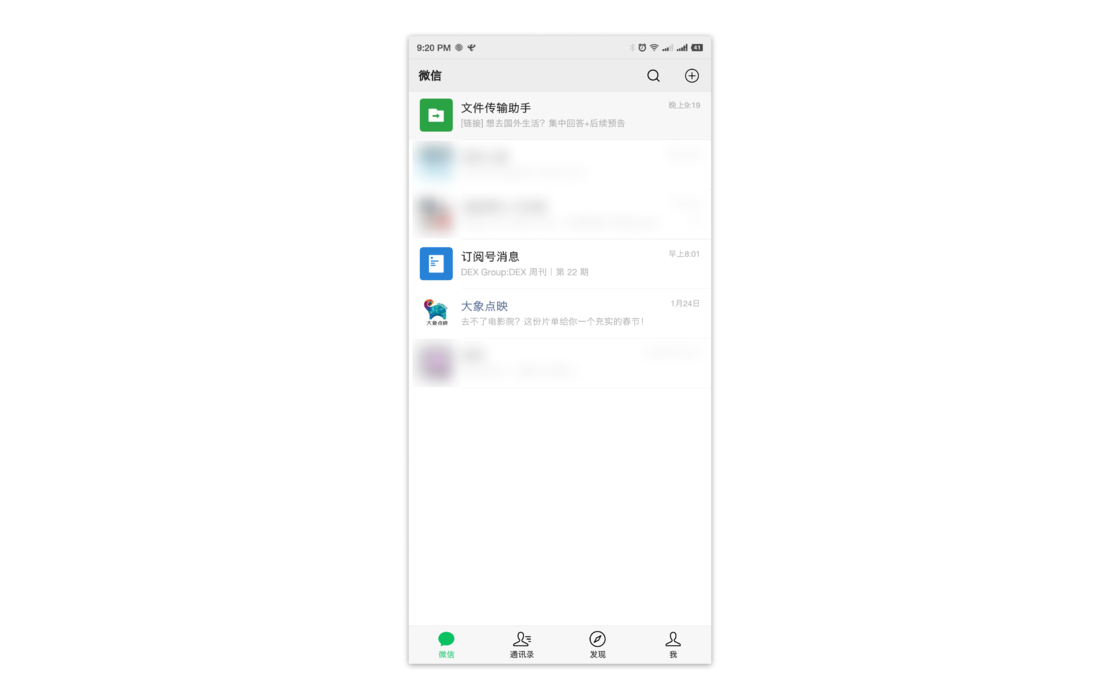 9:20 PM
41
微信
文件传输助手
晚上9:19
[链接] 想去国外生活？集中回答+后续预告
订阅号消息
早上8:01
DEX Group:DEX 周刊｜第 22 期
大象点映
大象点映
1月24日
去不了电影院？这份片单给你一个充实的春节！
微信
通讯录
发现
我